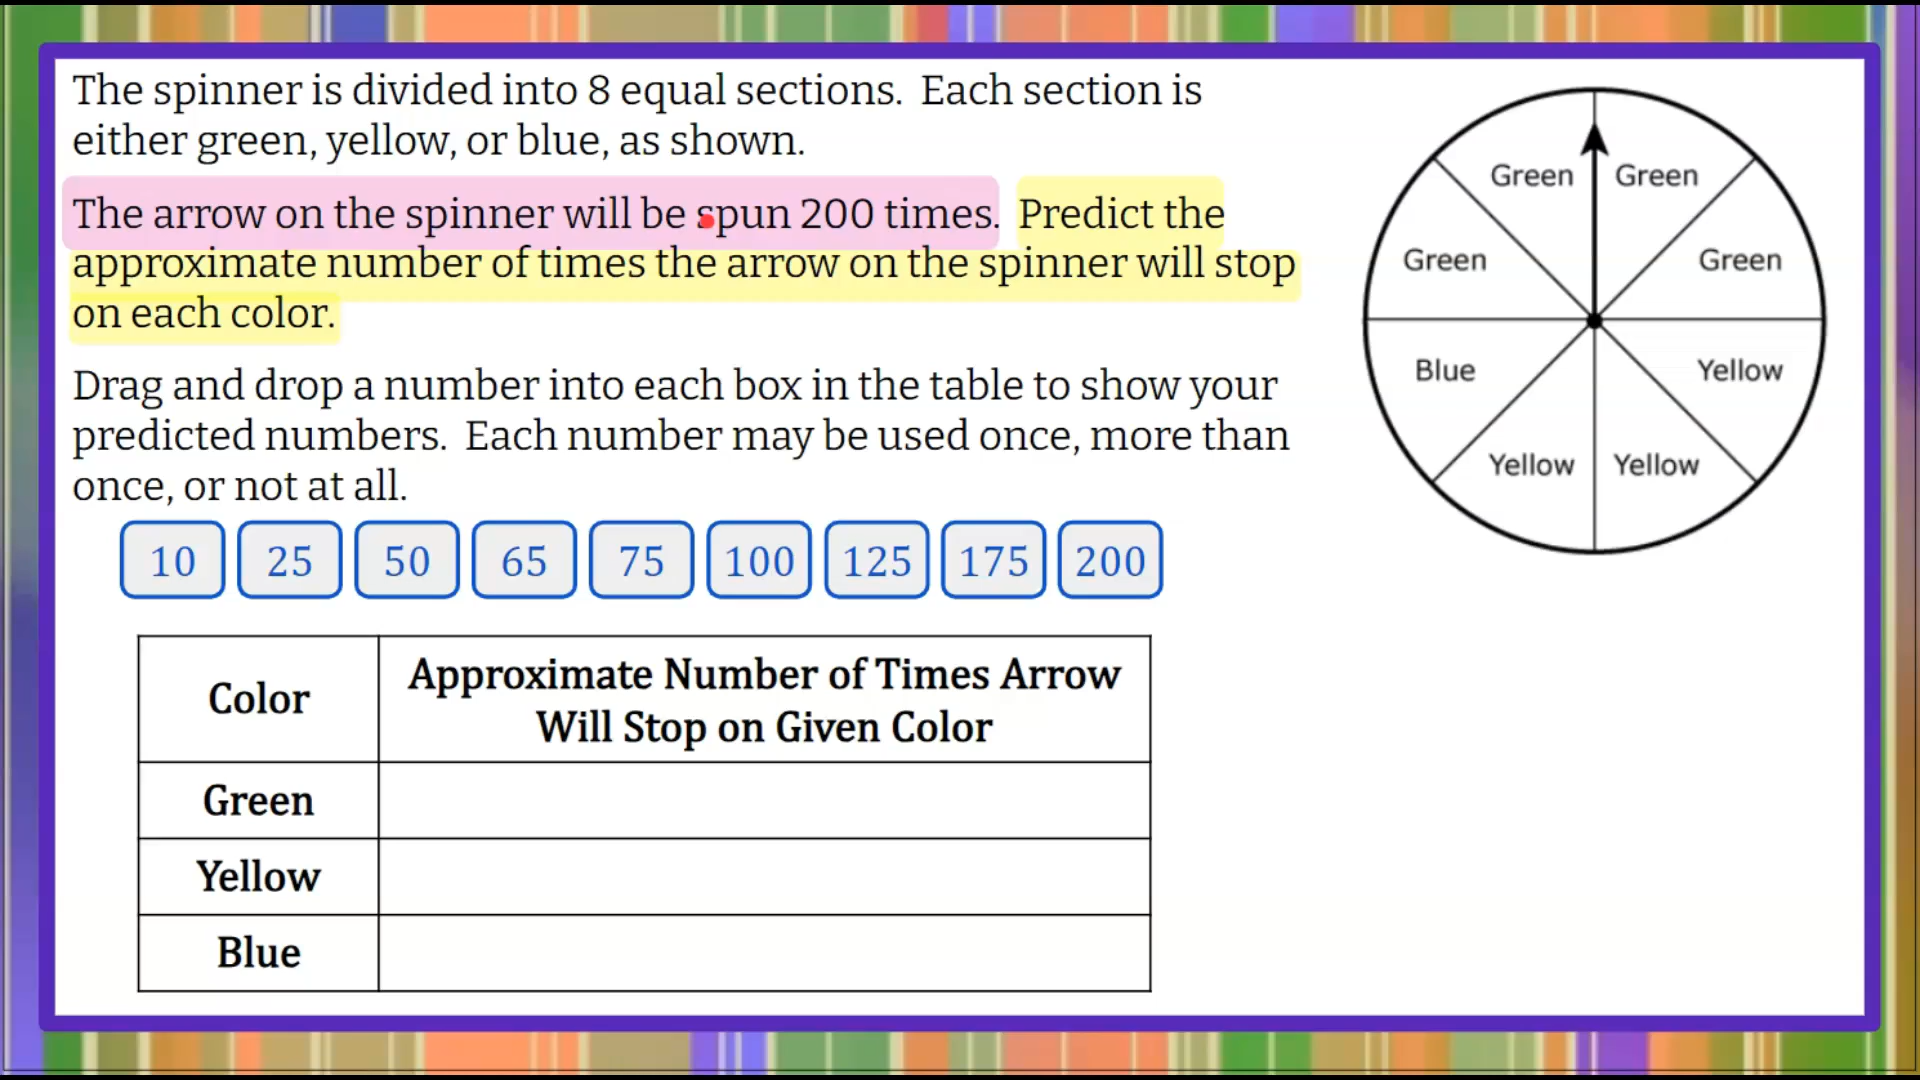 The spinner is divided into 8 equal sections.  Each section is
either green, yellow, or blue, as shown.
The arrow on the spinner will be spun 200 times.  Predict the
approximate number of times the arrow on the spinner will stop
on each color.
Drag and drop a number into each box in the table to show your
predicted numbers.  Each number may be used once, more than
once, or not at all.
10 25 50 65 75 100 125 175 200
Color
Approximate Number of Times Arrow
Will Stop on Given Color
Green
Yellow
Blue
Green Green
Green Green
Blue Yellow
Yellow Yellow